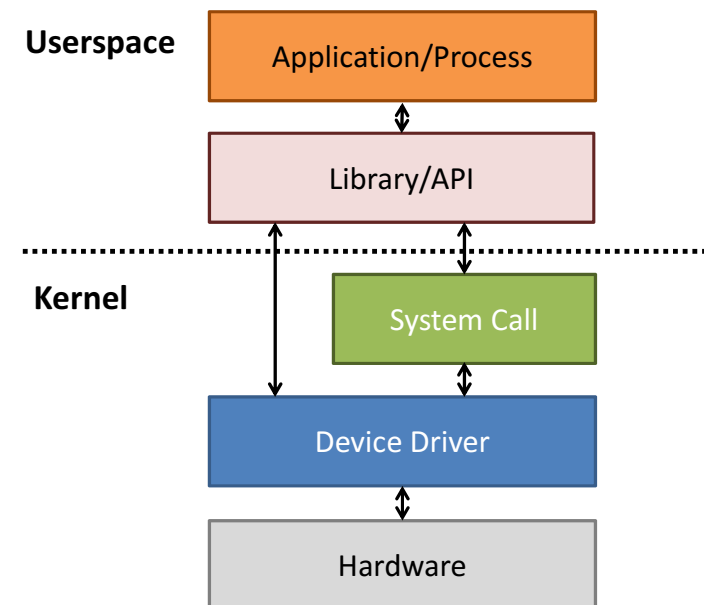 Userspace
Application/Process
Library/API
Kernel
System Call
Device Driver
Hardware